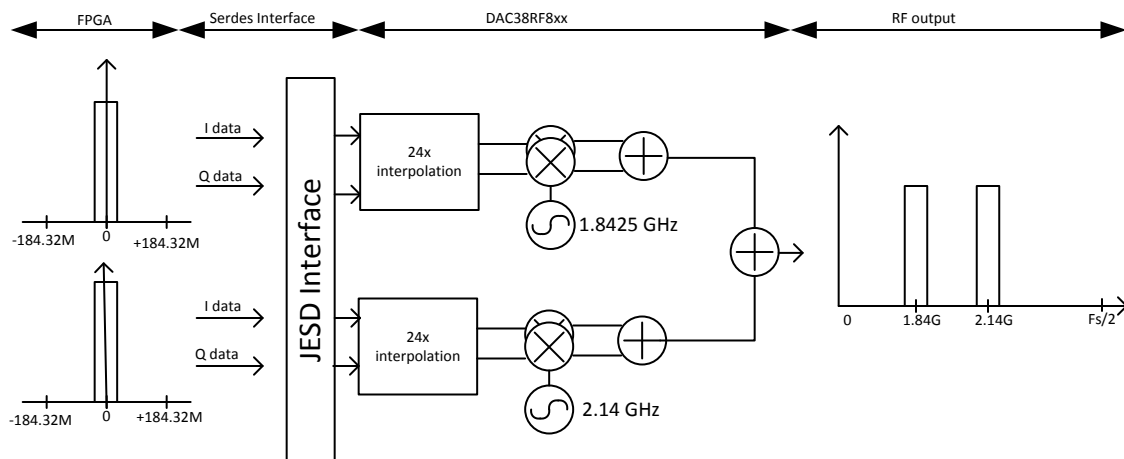 FPGA
Serdes Interface
DAC38RF8xx
RF output
I data
Q data
-184.32M
0
+184.32M
I data
Q data
-184.32M
0
+184.32M
JESD Interface
24x
interpolation
1.8425 GHz
24x
interpolation
2.14 GHz
0
1.84G
2.14G
Fs/2